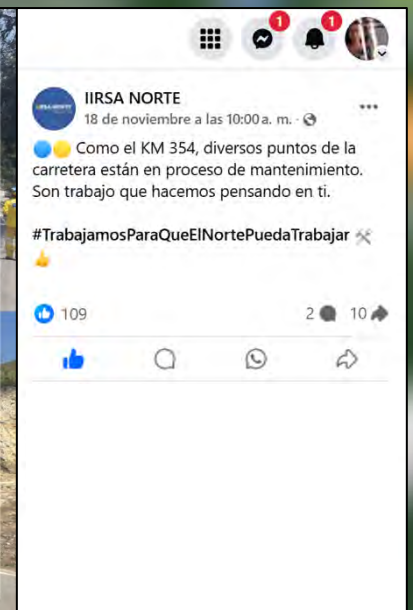 1
1
IIRSA NORTE
18 de noviembre a las 10:00 a. m. ·
Como el KM 354, diversos puntos de la
carretera están en proceso de mantenimiento.
Son trabajo que hacemos pensando en ti.
#TrabajamosParaQueElNortePuedaTrabajar
109
2
10